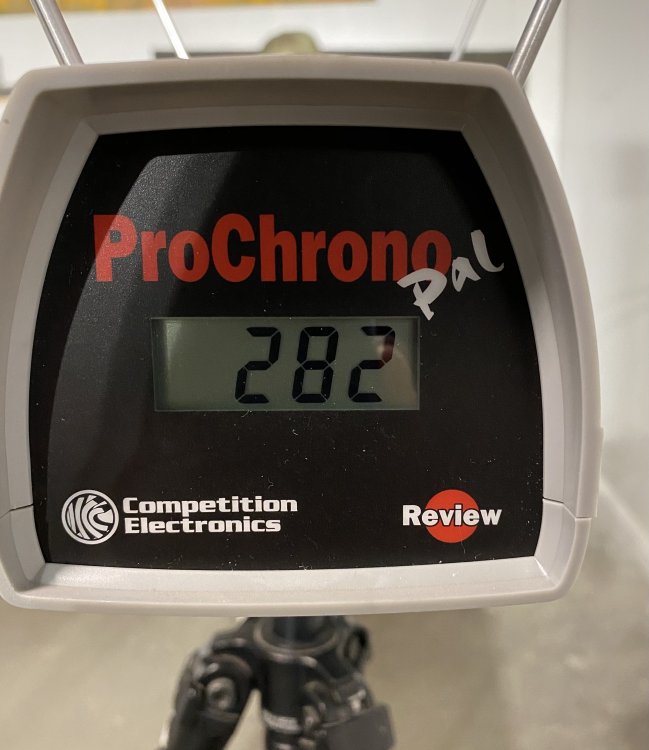 ProChrono
Pal
282
Competition
Electronics
Review